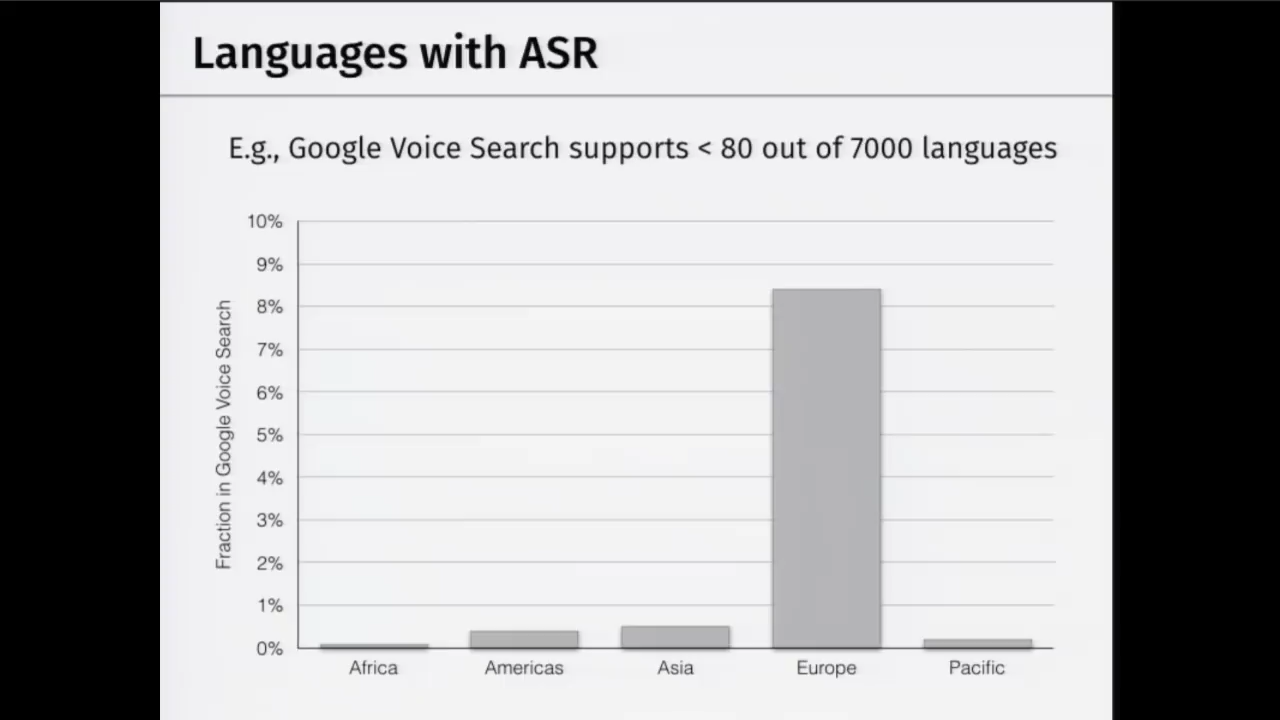 Languages with ASR
E.g., Google Voice Search supports < 80 out of 7000 languages
Fraction in Google Voice Search
10%
9%
8%
7%
6%
5%
4%
3%
2%
1%
0%
Africa Americas Asia Europe Pacific